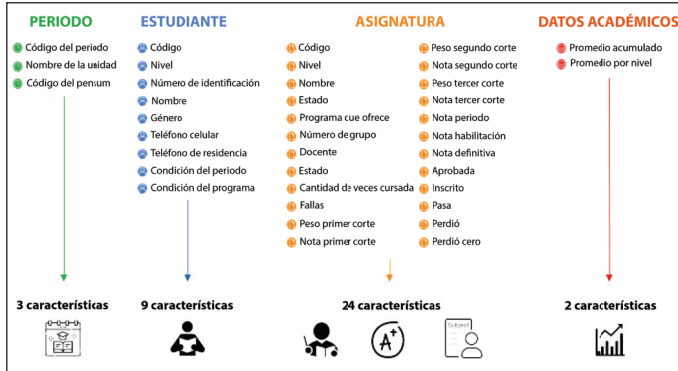 PERIODO
Código del periodo
Nombre de la unidad
Código del pensum
3 características
ESTUDIANTE
Código
Nivel
Número de identificación
Nombre
Género
Teléfono celular
Teléfono de residencia
Condición del periodo
Condición del programa
9 características
ASIGNATURA
Código
Nivel
Nombre
Estado
Programa que ofrece
Número de grupo
Docente
Estado
Cantidad de veces cursada
Fallas
Peso primer corte
Nota primer corte
Peso segundo corte
Nota segundo corte
Peso tercer corte
Nota tercer corte
Nota periodo
Nota habilitación
Nota definitiva
Aprobada
Inscrito
Pasa
Perdió
Perdió cero
24 características
A+
Subject
DATOS ACADÉMICOS
Promedio acumulado
Promedio por nivel
2 características